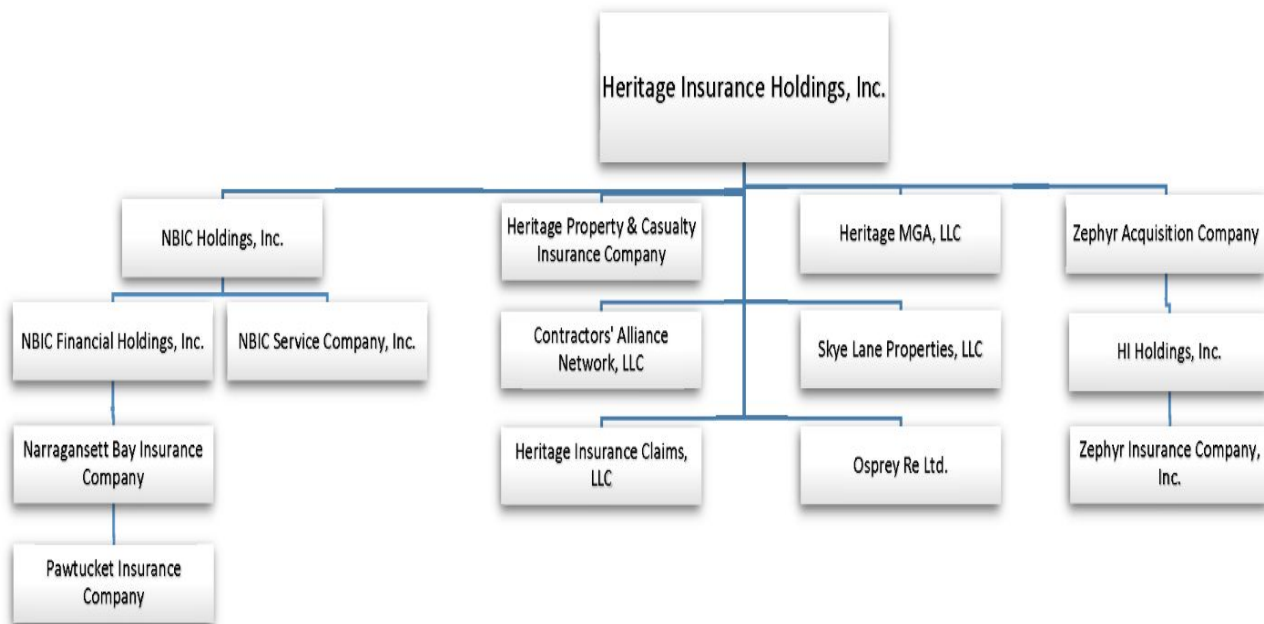 Heritage Insurance Holdings, Inc.
NBIC Holdings, Inc.
Heritage Property & Casualty
Insurance Company
Heritage MGA, LLC
Zephyr Acquisition Company
NBIC Financial Holdings, Inc.
NBIC Service Company, Inc.
Contractors' Alliance
Network, LLC
Skye Lane Properties, LLC
HI Holdings, Inc.
Narragansett Bay Insurance
Company
Heritage Insurance Claims,
LLC
Osprey Re Ltd.
Zephyr Insurance Company,
Inc.
Pawtucket Insurance
Company